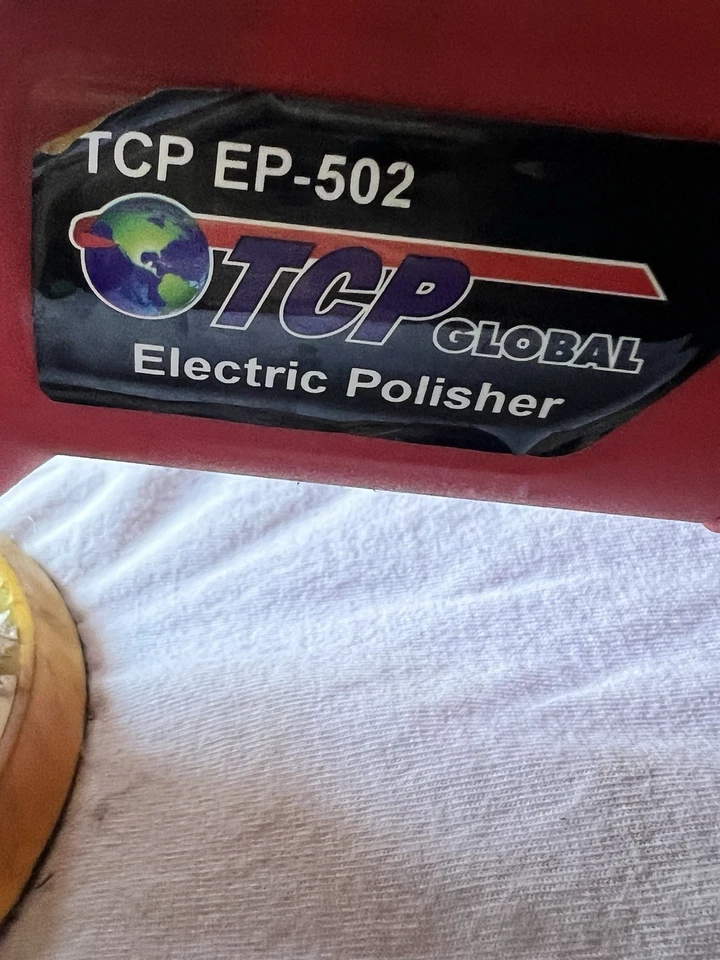 TCP EP-502
TCP GLOBAL
Electric Polisher